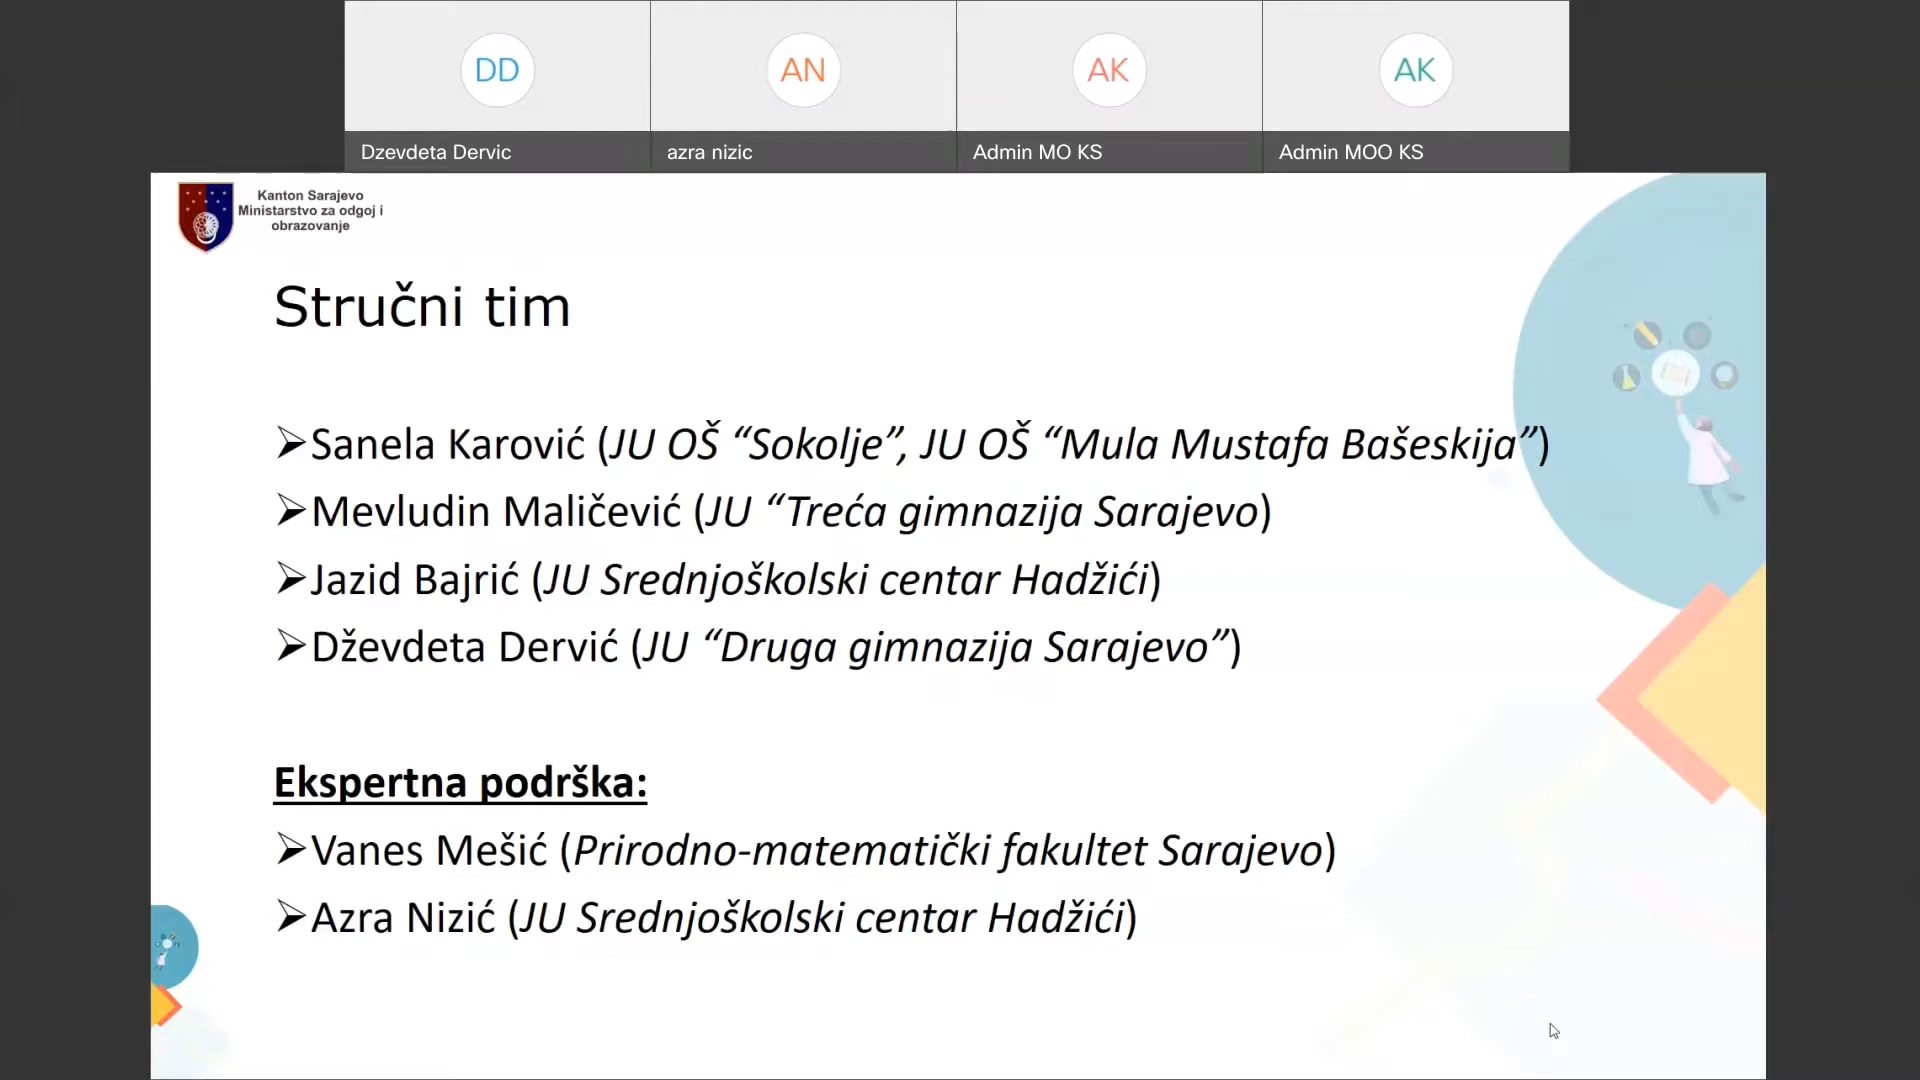 DD
AN
AK
AK
Dzevdeta Dervic
azra nizic
Admin MO KS
Admin MOO KS
Kanton Sarajevo
Ministarstvo za odgoj i
obrazovanje
Stručni tim
Sanela Karović (JU OŠ “Sokolje”, JU OŠ “Mula Mustafa Bašeskija”)
Mevludin Maličević (JU “Treća gimnazija Sarajevo)
Jazid Bajrić (JU Srednjoškolski centar Hadžići)
Dževdeta Dervić (JU “Druga gimnazija Sarajevo”)
Ekspertna podrška:
Vanes Mešić (Prirodno-matematički fakultet Sarajevo)
Azra Nizić (JU Srednjoškolski centar Hadžići)